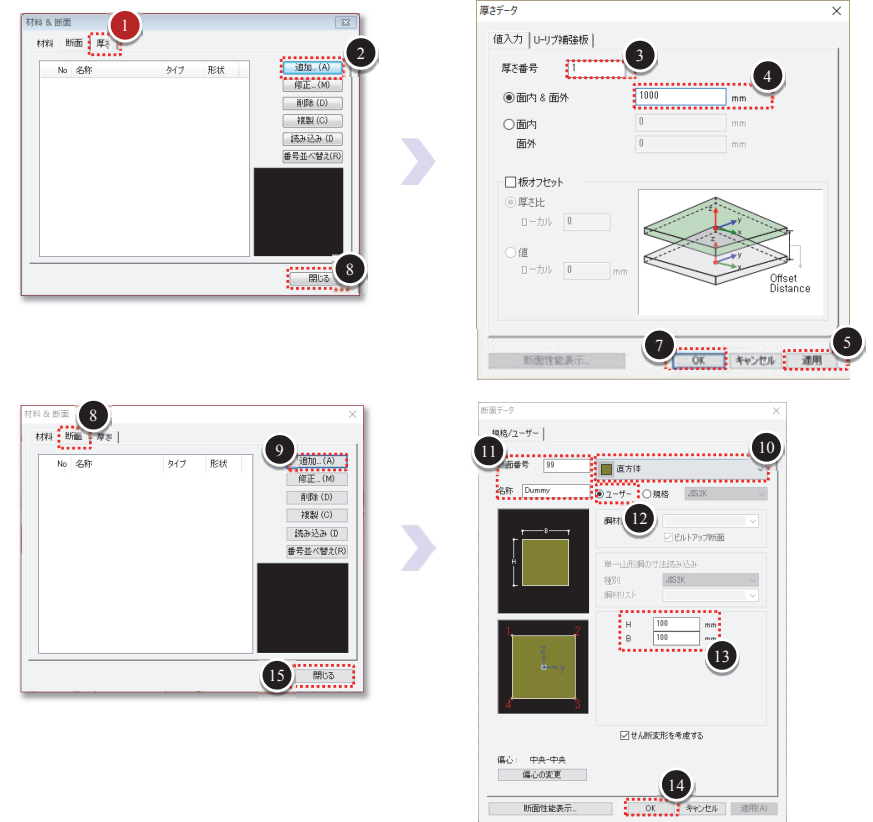 材料 & 断面
1
材料 断面 厚さ
2
No 名称 タイプ 形状
追加... (A)
修正... (M)
削除 (D)
複製 (C)
読み込み (I)
番号並べ替え(R)
8
閉じる
厚さデータ
値入力 U-リブ補強板
3
厚さ番号 1
4
面内 & 面外 1000 mm
面内 0 mm
面外 0 mm
板オフセット
厚さ比
ローカル 0
値
ローカル 0 mm
z
y
x
z
y
x
Offset
Distance
7
5
断面性能表示... OK キャンセル 適用
材料 & 断面
8
材料 断面 厚さ
9
No 名称 タイプ 形状
追加... (A)
修正... (M)
削除 (D)
複製 (C)
読み込み (I)
番号並べ替え(R)
15
閉じる
断面データ
規格/ユーザー
11
10
断面番号 99
直方体
名称 Dummy
ユーザー 規格 JIS2K
12
鋼材
ビルトアップ断面
B
H
単一山形鋼の寸法読み込み
種別 JIS2K
鋼材リスト
H 100 mm
B 100 mm
13
1 2
z
y
4 3
せん断変形を考慮する
偏心 : 中央-中央
偏心の変更
14
断面性能表示... OK キャンセル 適用(A)